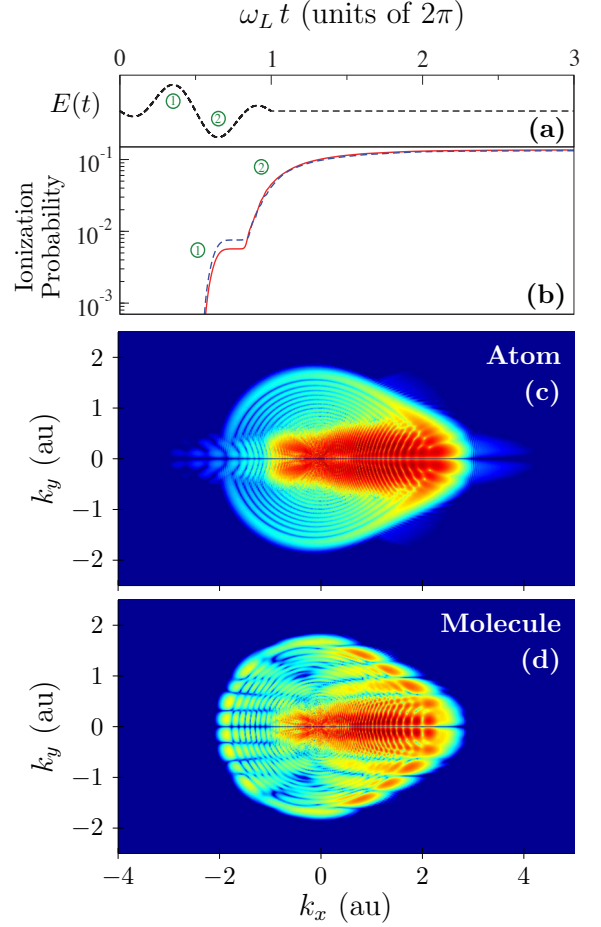 ω_L t (units of 2π)
0 1 2 3
E(t)
①
②
(a)
Ionization
Probability
10⁻¹
10⁻²
10⁻³
②
①
(b)
Atom
(c)
k_y (au)
2
1
0
−1
−2
Molecule
(d)
k_y (au)
2
1
0
−1
−2
−4 −2 0 2 4
k_x (au)